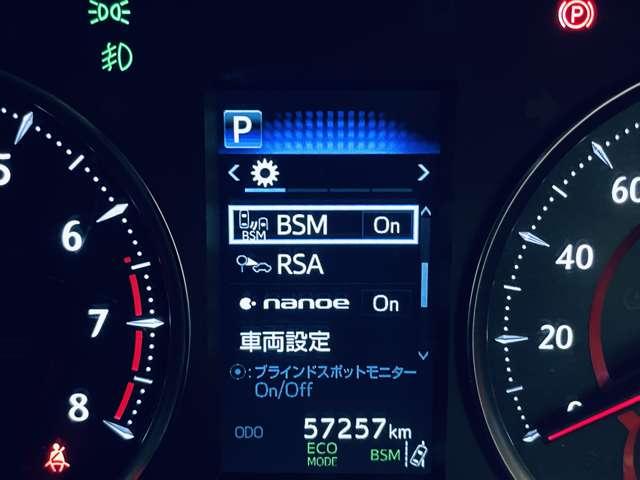 P
P
BSM
BSM On
RSA
nanoe On
車両設定
:ブラインドスポットモニター
On/Off
ODO 57257km
ECO
MODE
BSM
5
6
7
8
60
40
20